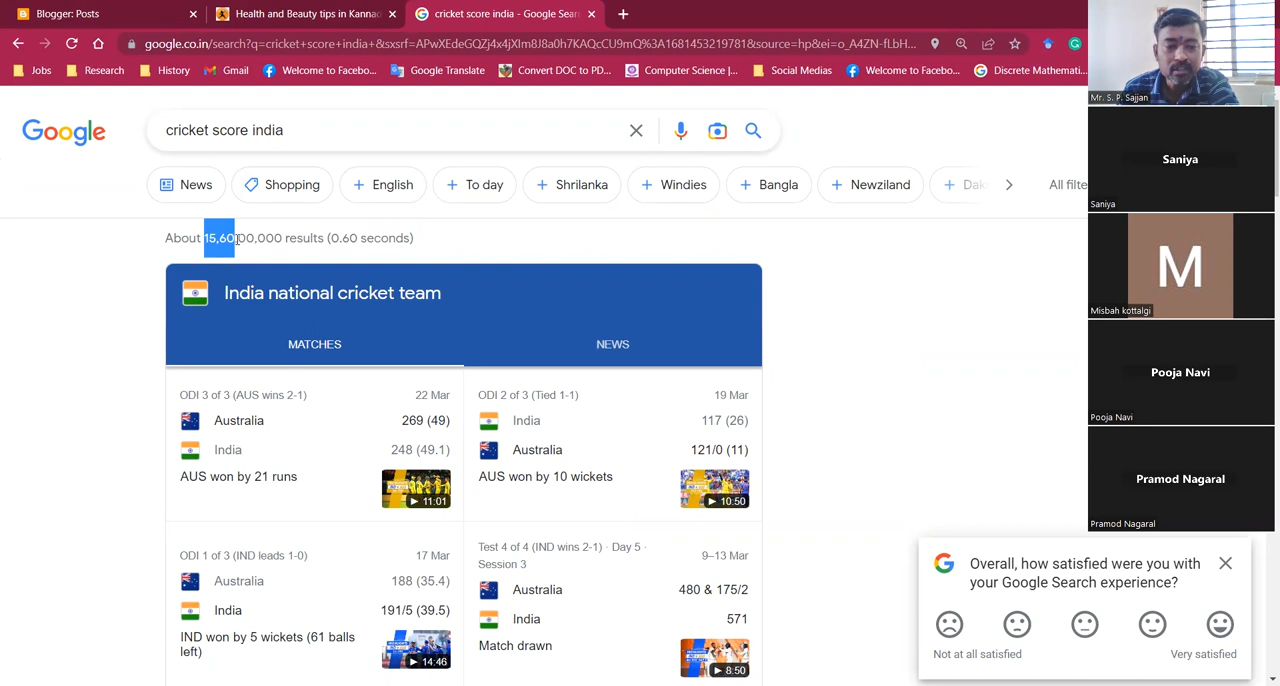 Blogger: Posts
Health and Beauty tips in Kannad
cricket score india - Google Sear
google.co.in/search?q=cricket+score+india+&sxsrf=APwXEdeGQZj4x4jXIm8J8a0h7KAQcCU9mQ%3A1681453219781&source=hp&ei=o_A4ZN-fLbH...
Jobs
Research
History
Gmail
Welcome to Facebo...
Google Translate
Convert DOC to PD...
Computer Science |...
Social Medias
Welcome to Facebo...
Discrete Mathemati...
Google
cricket score india
News
Shopping
+ English
+ To day
+ Shrilanka
+ Windies
+ Bangla
+ Newziland
+ Dak
All filte
About 15,60,00,000 results (0.60 seconds)
India national cricket team
MATCHES
NEWS
ODI 3 of 3 (AUS wins 2-1) 22 Mar
Australia 269 (49)
India 248 (49.1)
AUS won by 21 runs
11:01
ODI 2 of 3 (Tied 1-1) 19 Mar
India 117 (26)
Australia 121/0 (11)
AUS won by 10 wickets
10:50
ODI 1 of 3 (IND leads 1-0) 17 Mar
Australia 188 (35.4)
India 191/5 (39.5)
IND won by 5 wickets (61 balls
left)
14:46
Test 4 of 4 (IND wins 2-1) · Day 5 ·
Session 3
9–13 Mar
Australia 480 & 175/2
India 571
Match drawn
8:50
Mr. S. P. Sajjan
Saniya
Saniya
M
Misbah kottalgi
Pooja Navi
Pooja Navi
Pramod Nagaral
Pramod Nagaral
Overall, how satisfied were you with
your Google Search experience?
Not at all satisfied
Very satisfied